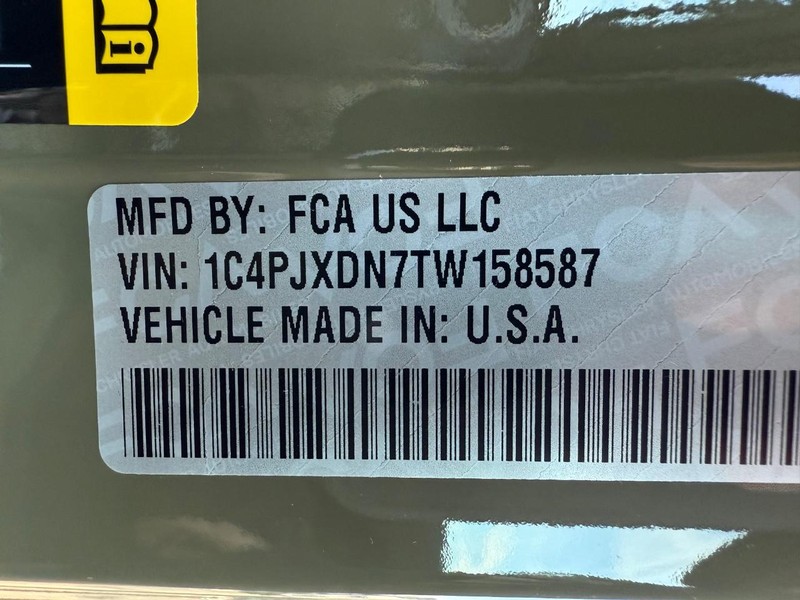 MFD BY: FCA US LLC
VIN: 1C4PJXDN7TW158587
VEHICLE MADE IN: U.S.A.